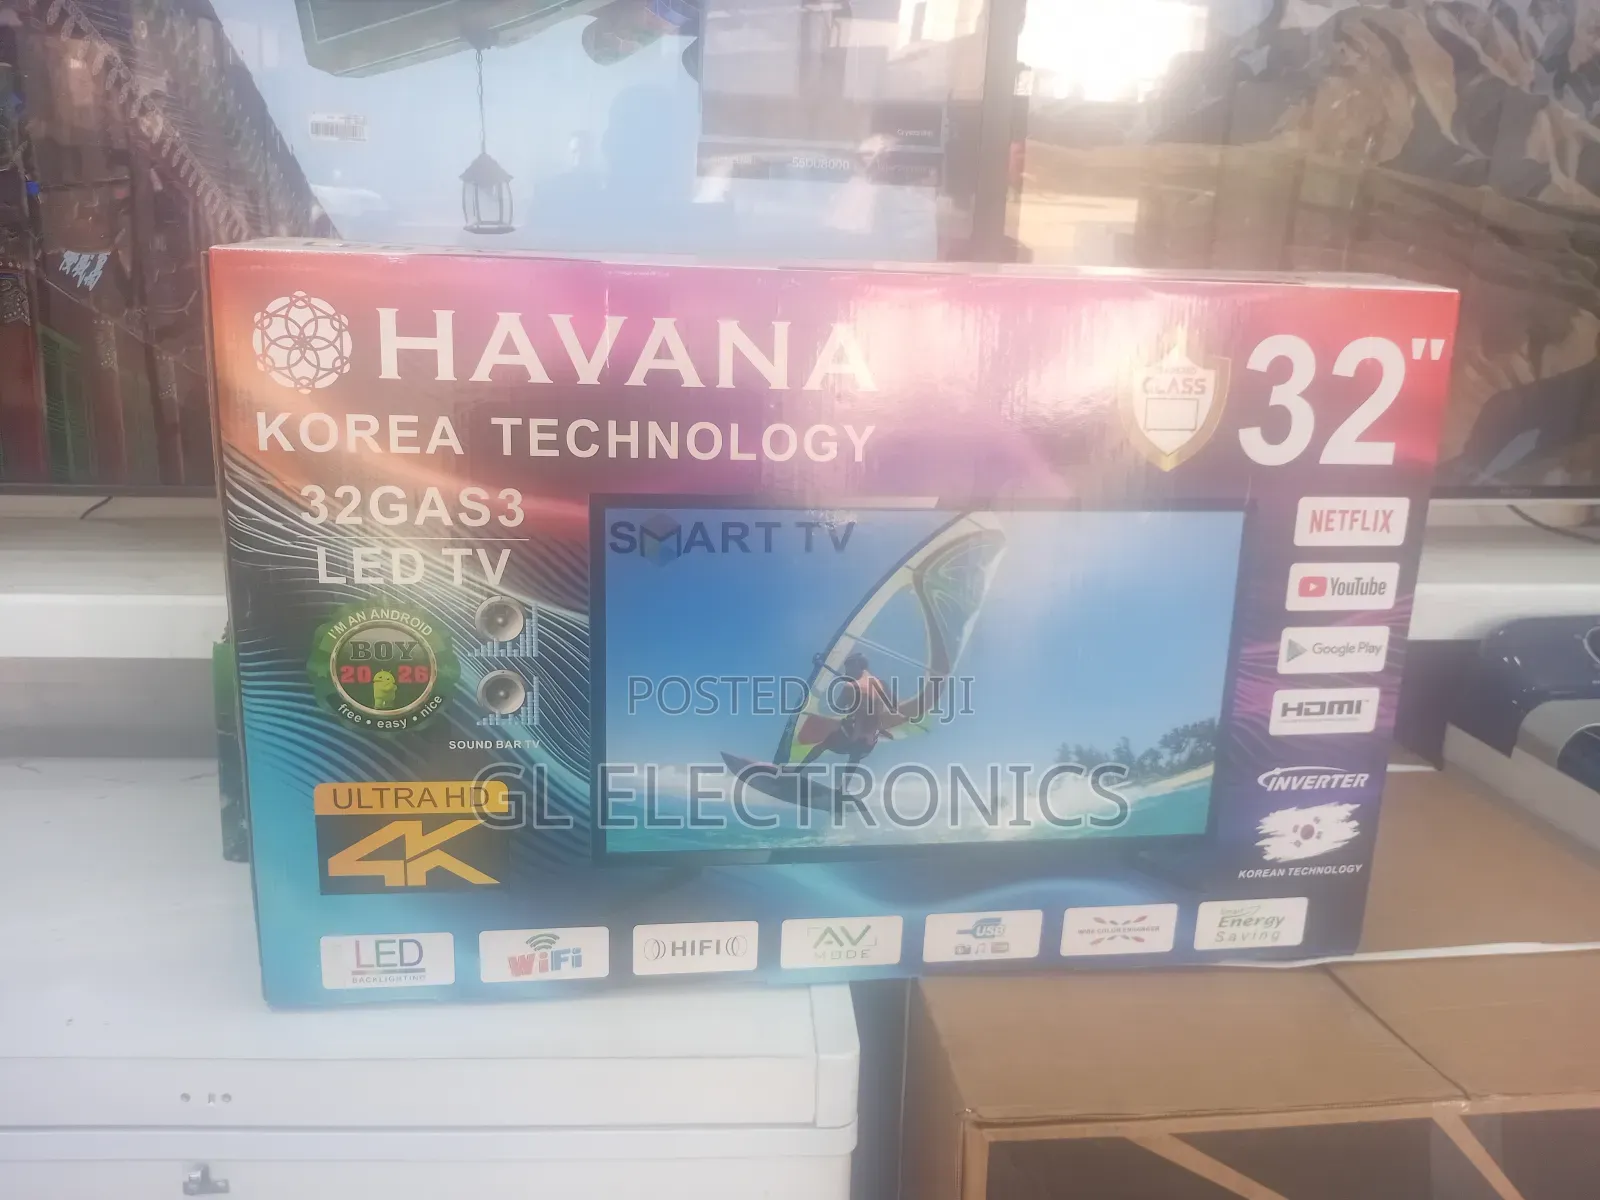 HAVANA
KOREA TECHNOLOGY
32GAS3
LED TV
GLASS
32"
SMART TV
I'M AN ANDROID
BOY
2026
free • easy • nice
SOUND BAR TV
ULTRA HD
4K
NETFLIX
YouTube
Google Play
HDMI
INVERTER
KOREAN TECHNOLOGY
LED
BACKLIGHTING
WiFi
HIFI
AV
MODE
USB
Smart
Energy
Saving
POSTED ON JIJI
GL ELECTRONICS